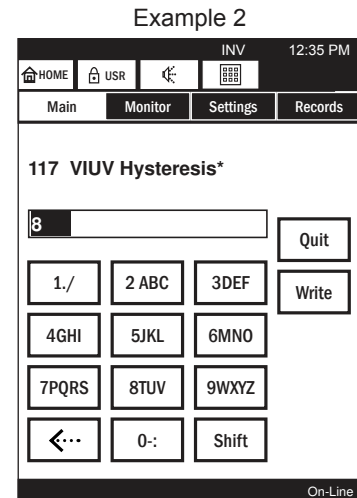 Example 2
INV 12:35 PM
HOME USR
Main Monitor Settings Records
117 VIUV Hysteresis*
8
Quit
1./ 2 ABC 3DEF
Write
4GHI 5JKL 6MNO
7PQRS 8TUV 9WXYZ
0-: Shift
On-Line